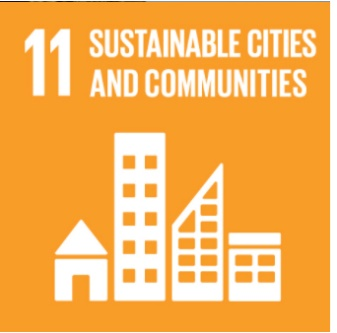 11 SUSTAINABLE CITIES
AND COMMUNITIES